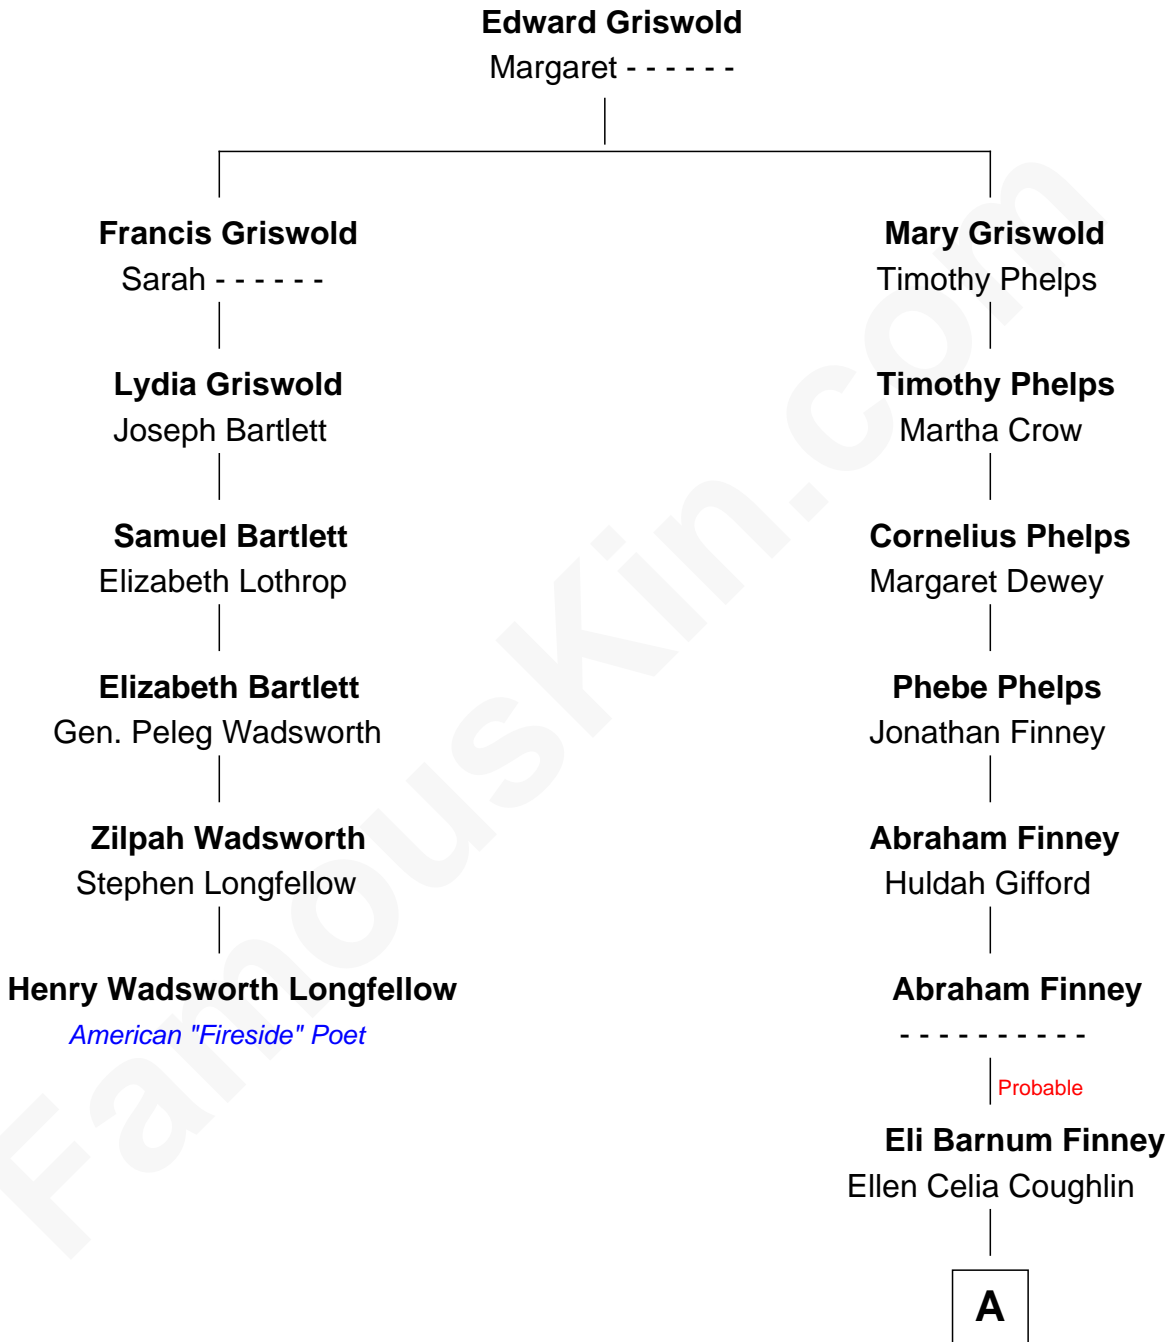 Edward Griswold
Margaret - - - - - -
Francis Griswold
Sarah - - - - - -
Lydia Griswold
Joseph Bartlett
Samuel Bartlett
Elizabeth Lothrop
Elizabeth Bartlett
Gen. Peleg Wadsworth
Zilpah Wadsworth
Stephen Longfellow
Henry Wadsworth Longfellow
American "Fireside" Poet
Mary Griswold
Timothy Phelps
Timothy Phelps
Martha Crow
Cornelius Phelps
Margaret Dewey
Phebe Phelps
Jonathan Finney
Abraham Finney
Huldah Gifford
Abraham Finney
- - - - - - - - - -
Probable
Eli Barnum Finney
Ellen Celia Coughlin
A
FamousKin.com